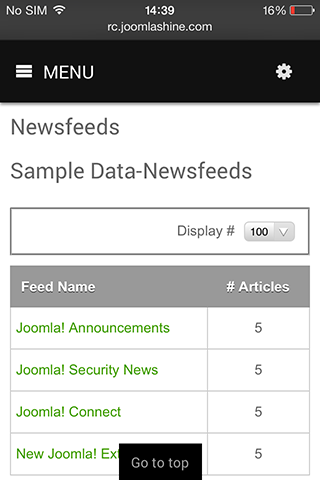 No SIM 14:39 16%
rc.joomlashine.com
MENU
Newsfeeds
Sample Data-Newsfeeds
Display # 100
Feed Name # Articles
Joomla! Announcements 5
Joomla! Security News 5
Joomla! Connect 5
New Joomla! Ext 5
Go to top